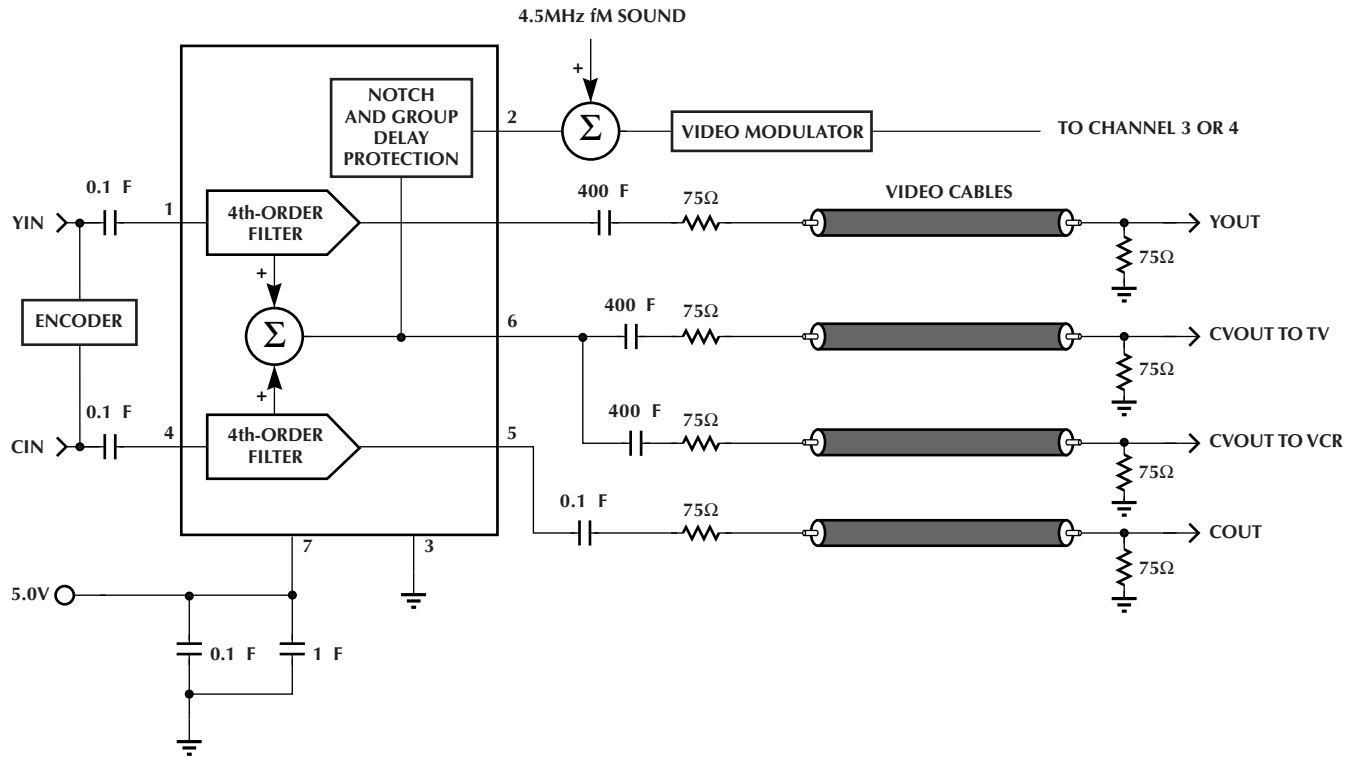 4.5MHz fM SOUND
+
NOTCH
AND GROUP
DELAY
PROTECTION
2
Σ
VIDEO MODULATOR
TO CHANNEL 3 OR 4
0.1 F
YIN
1
4th-ORDER
FILTER
400 F
75Ω
VIDEO CABLES
YOUT
75Ω
+
ENCODER
Σ
6
400 F
75Ω
CVOUT TO TV
75Ω
+
0.1 F
CIN
4
4th-ORDER
FILTER
5
400 F
75Ω
CVOUT TO VCR
75Ω
0.1 F
75Ω
COUT
75Ω
7
3
5.0V
0.1 F
1 F